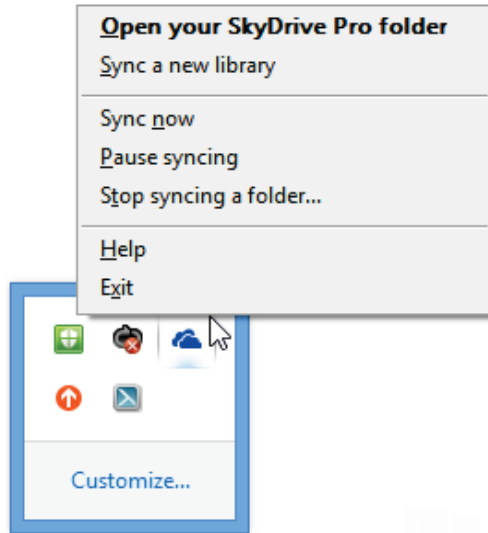 Open your SkyDrive Pro folder
Sync a new library
Sync now
Pause syncing
Stop syncing a folder...
Help
Exit
Customize...